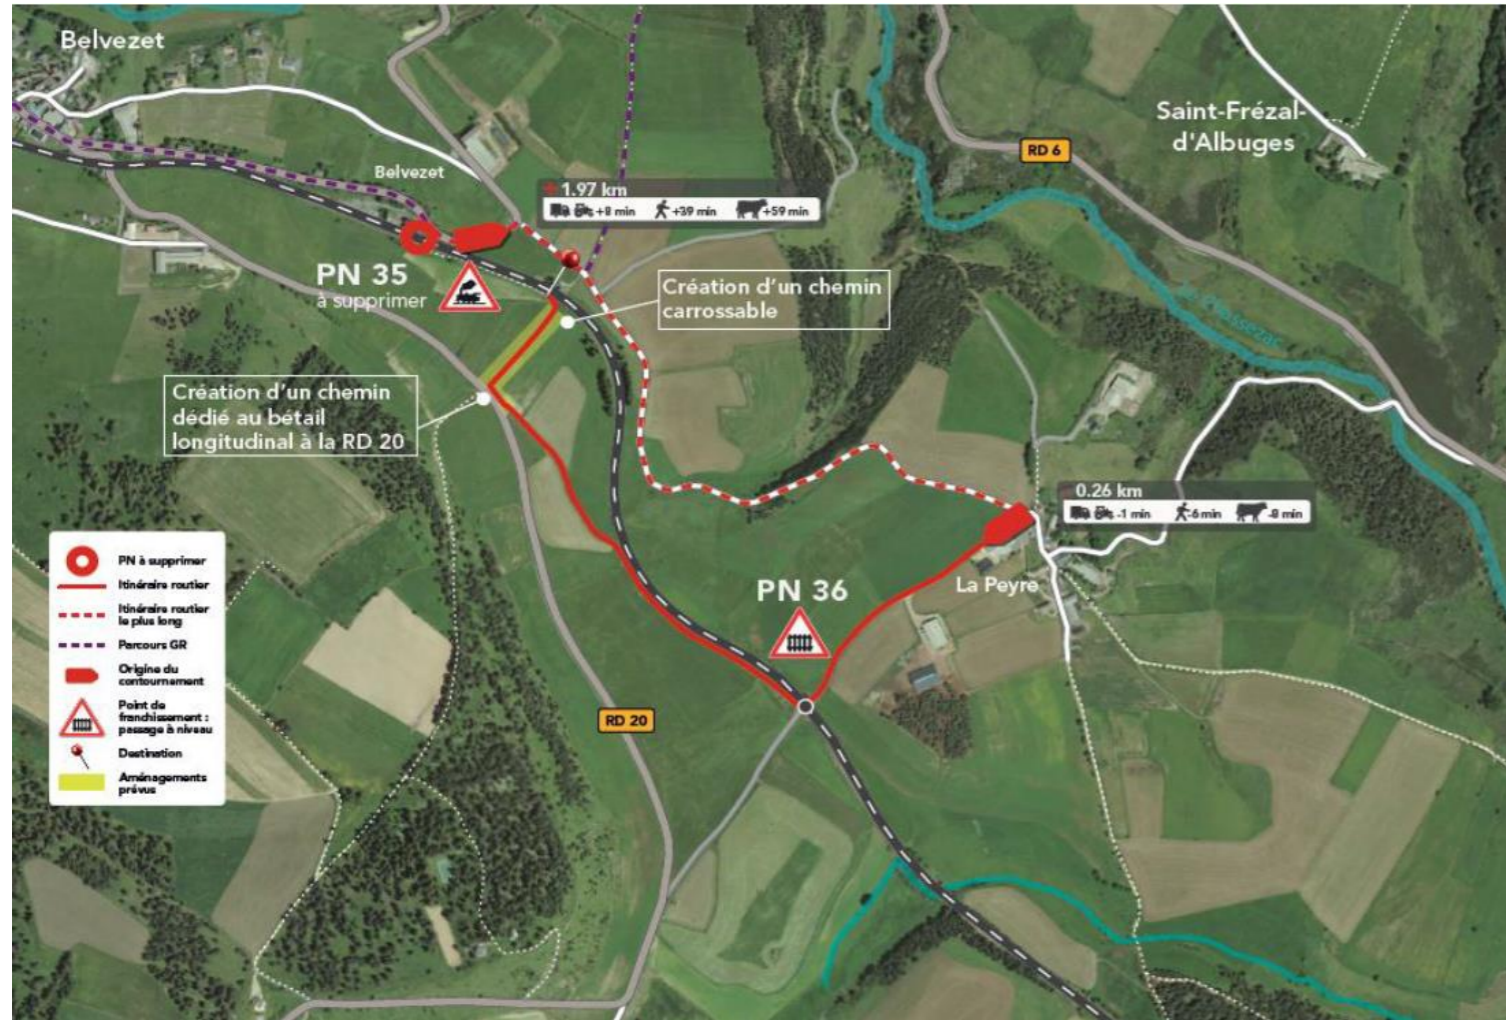 Belvezet
Saint-Frézal-
d'Albuges
RD 6
Belvezet
+ 1.97 km
+8 min
+39 min
+59 min
PN 35
à supprimer
Création d'un chemin
carrossable
Le Chassezac
Création d'un chemin
dédié au bétail
longitudinal à la RD 20
0.26 km
-1 min
-6 min
-8 min
PN 36
La Peyre
RD 20
PN à supprimer
Itinéraire routier
Itinéraire routier
le plus long
Parcours GR
Origine du
contournement
Point de
franchissement :
passage à niveau
Destination
Aménagements
prévus